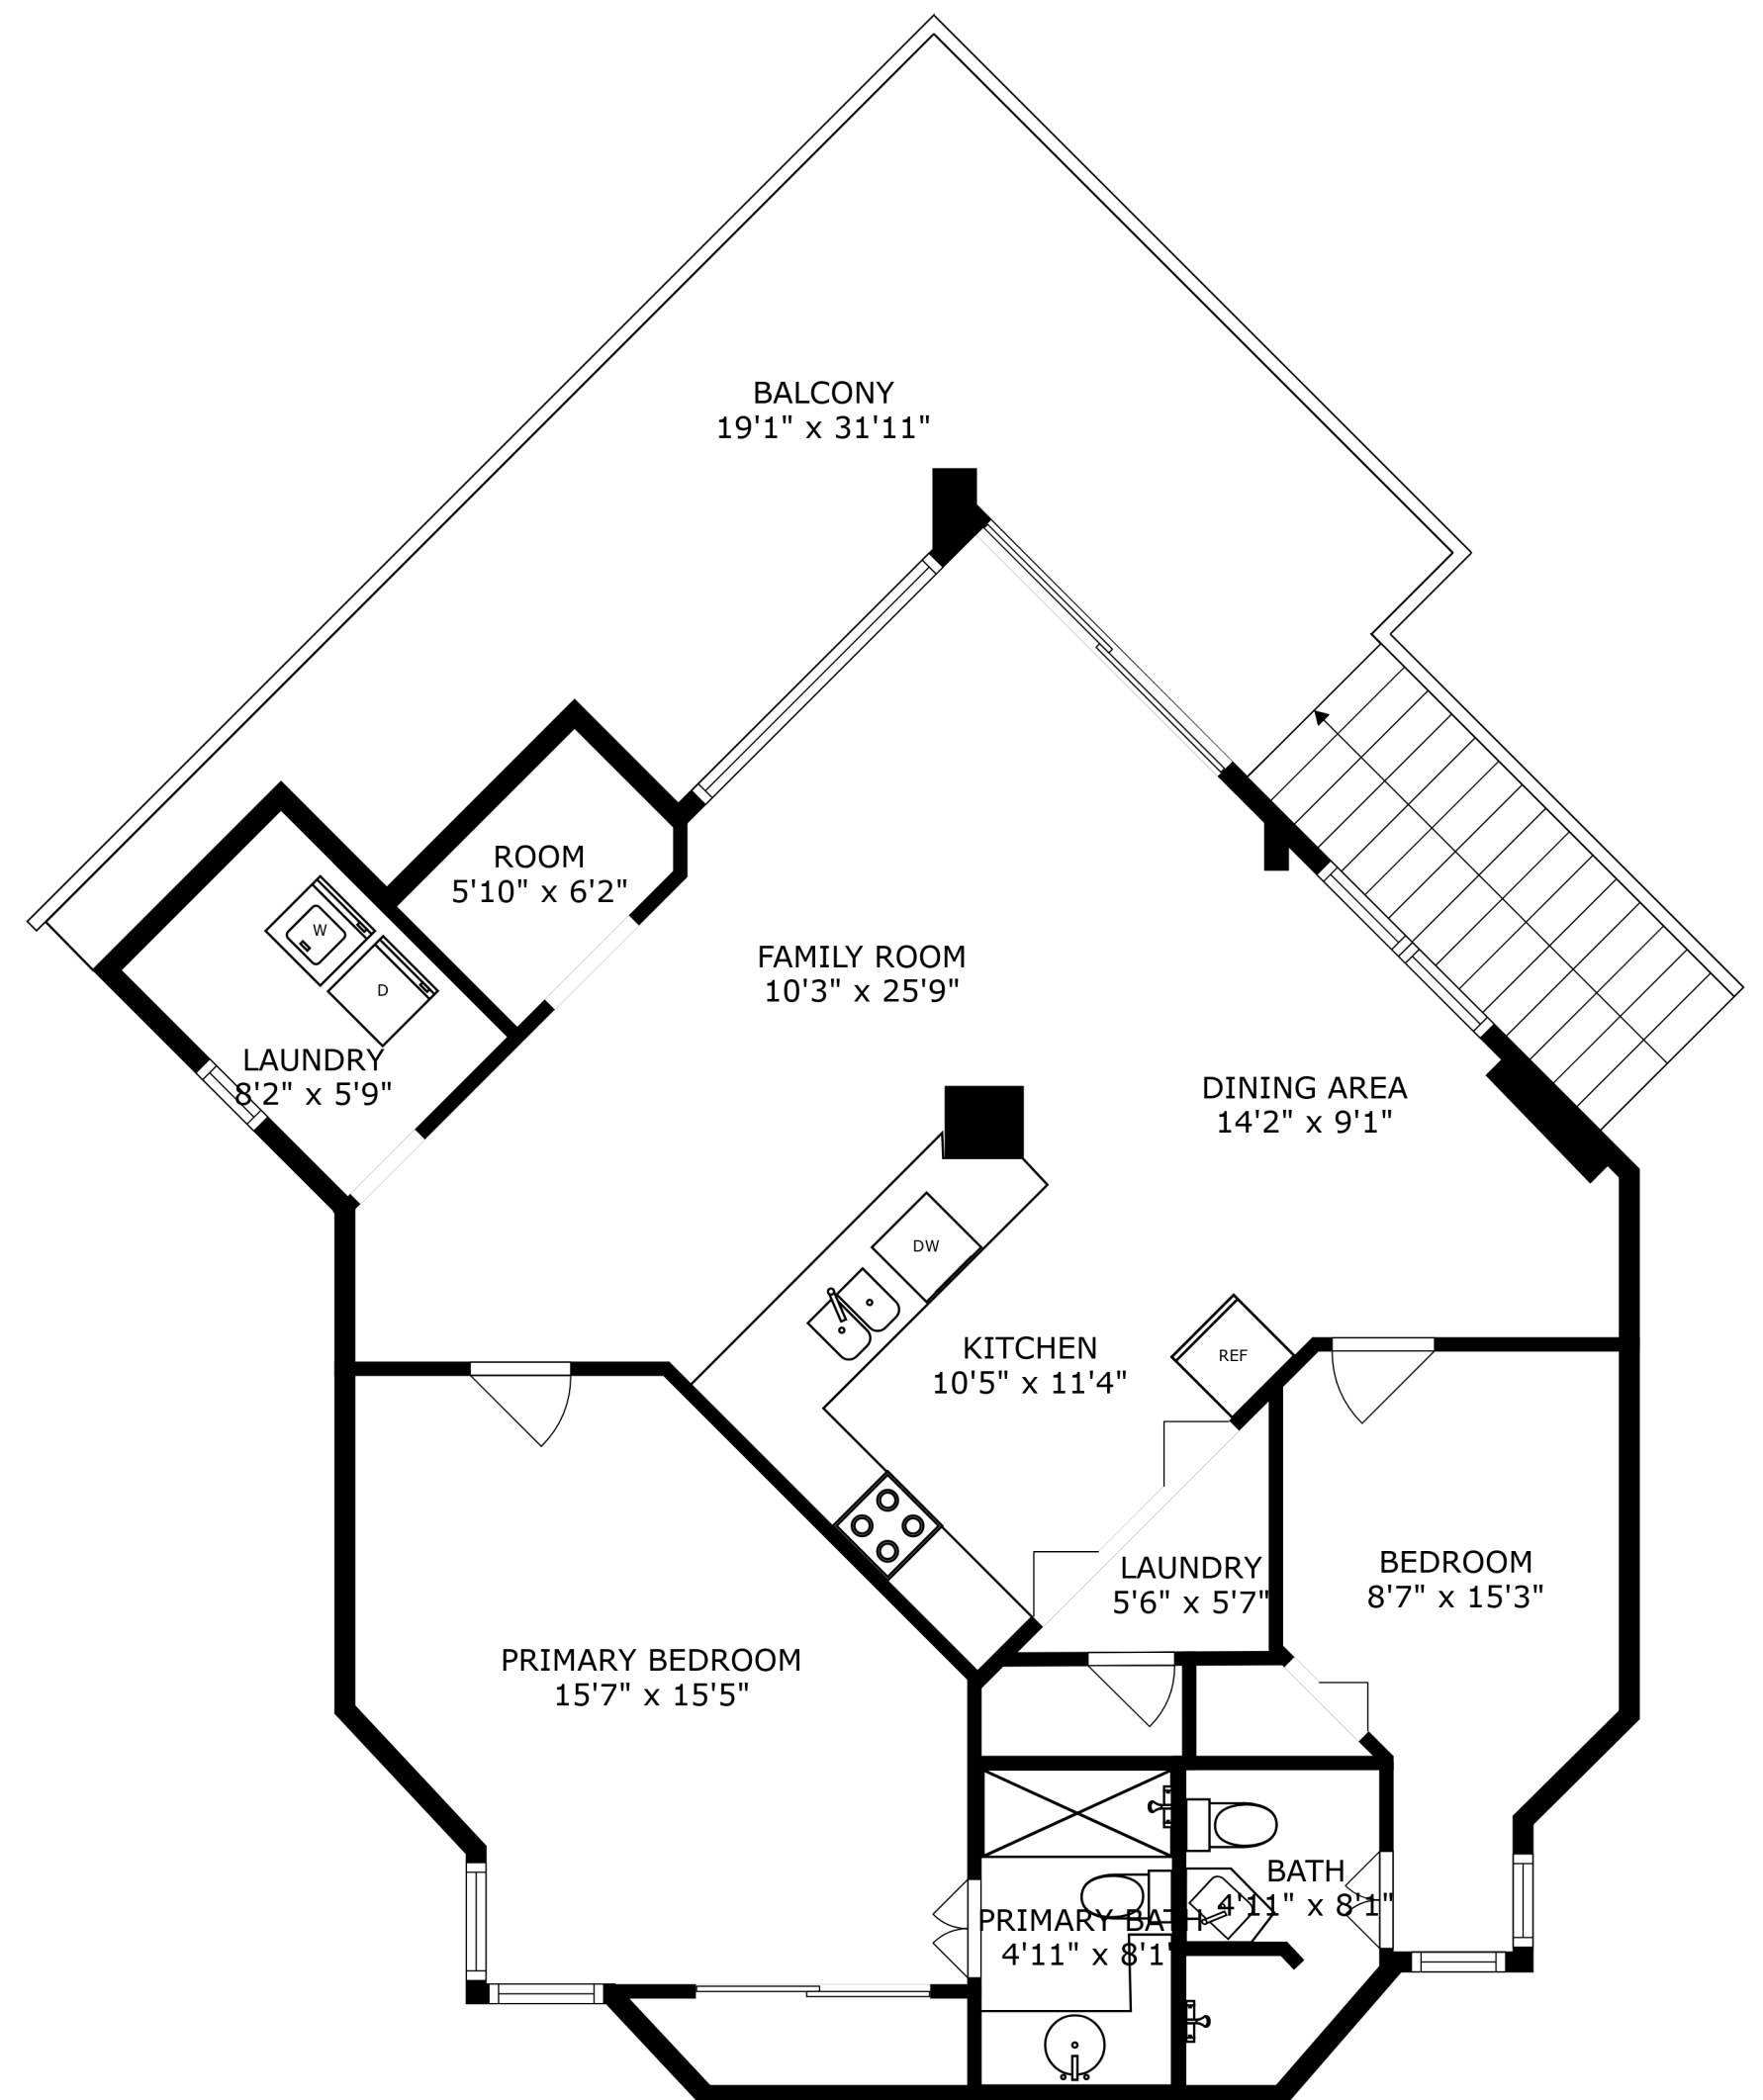 BALCONY
19'1" x 31'11"
ROOM
5'10" x 6'2"
W
D
FAMILY ROOM
10'3" x 25'9"
LAUNDRY
8'2" x 5'9"
DINING AREA
14'2" x 9'1"
DW
KITCHEN
10'5" x 11'4"
REF
LAUNDRY
5'6" x 5'7"
BEDROOM
8'7" x 15'3"
PRIMARY BEDROOM
15'7" x 15'5"
BATH
4'11" x 8'1"
PRIMARY BATH
4'11" x 8'1"